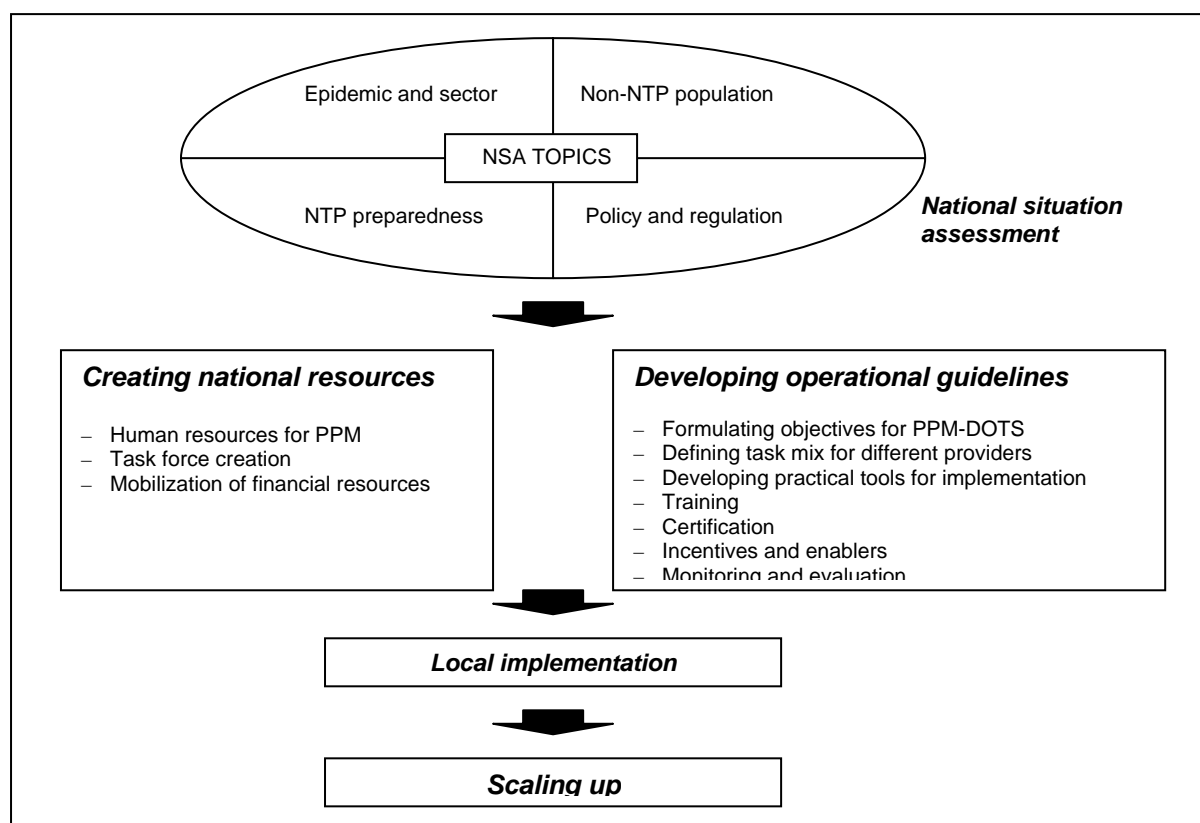 Epidemic and sector
Non-NTP population
NSA TOPICS
NTP preparedness
Policy and regulation
National situation
assessment
Creating national resources
– Human resources for PPM
– Task force creation
– Mobilization of financial resources
Developing operational guidelines
– Formulating objectives for PPM-DOTS
– Defining task mix for different providers
– Developing practical tools for implementation
– Training
– Certification
– Incentives and enablers
– Monitoring and evaluation
Local implementation
Scaling up